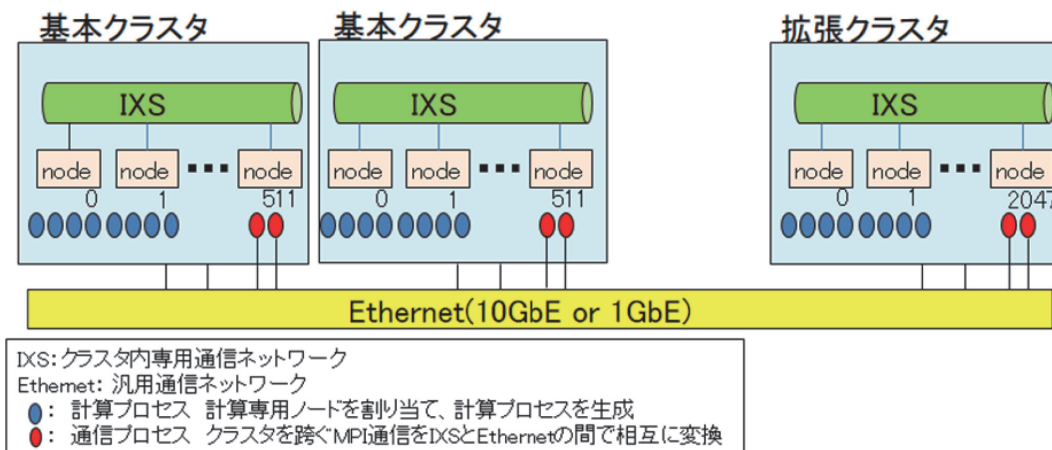 基本クラスタ 基本クラスタ 拡張クラスタ
IXS IXS IXS
node node ■■■ node node node ■■■ node node node ■■■ node
0 1 511 0 1 511 0 1 2047
Ethernet(10GbE or 1GbE)
IXS:クラスタ内専用通信ネットワーク
Ethernet: 汎用通信ネットワーク
: 計算プロセス 計算専用ノードを割り当て、計算プロセスを生成
: 通信プロセス クラスタを跨ぐMPI通信をIXSとEthernetの間で相互に変換